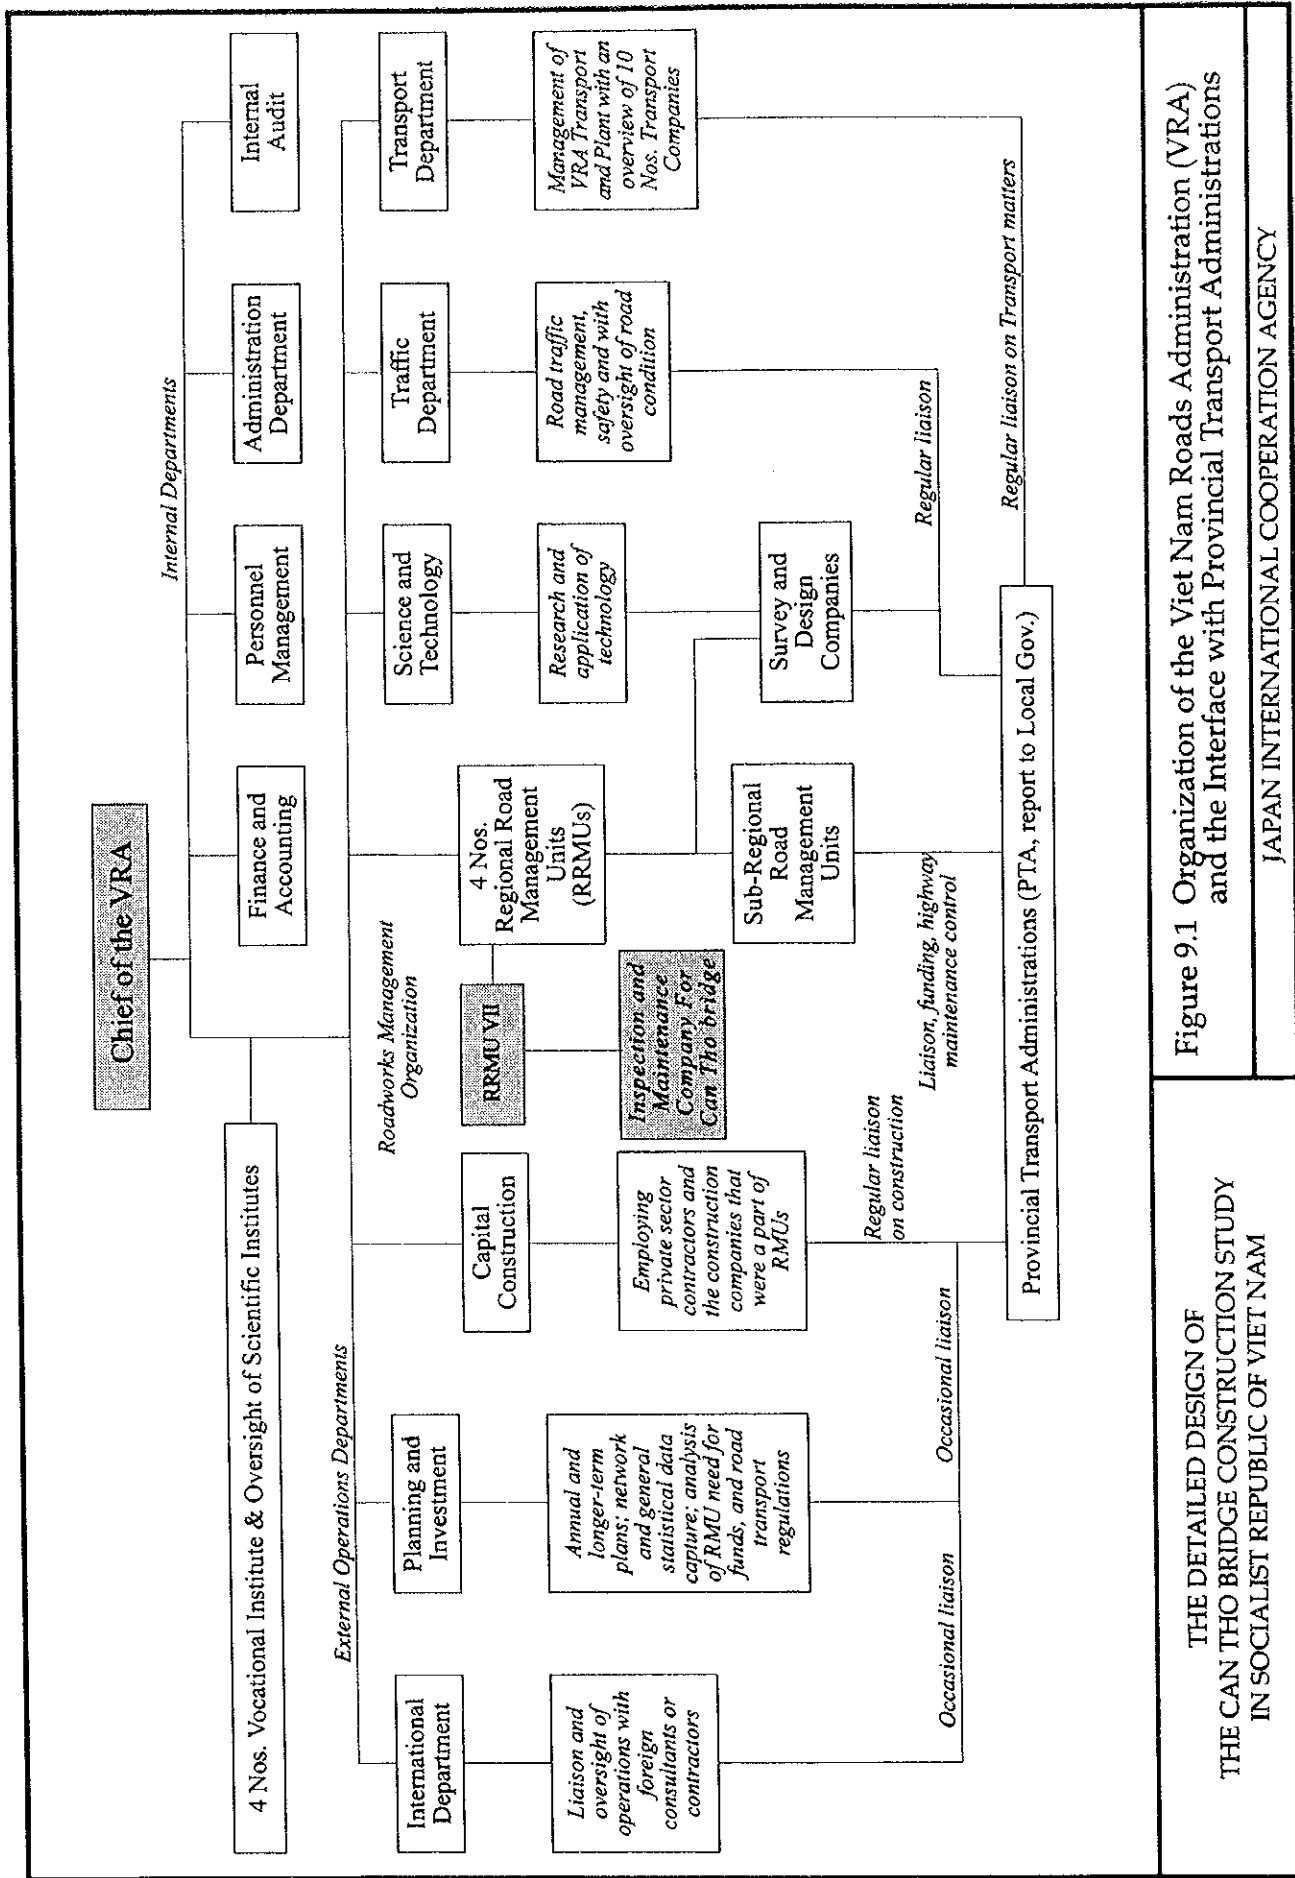 Chief of the VRA
4 Nos. Vocational Institute & Oversight of Scientific Institutes
Internal Departments
Finance and
Accounting
Personnel
Management
Administration
Department
Internal
Audit
External Operations Departments
International
Department
Planning and
Investment
Capital
Construction
Roadworks Management
Organization
RRMU VII
4 Nos.
Regional Road
Management
Units
(RRMUs)
Science and
Technology
Traffic
Department
Transport
Department
Liaison and
oversight of
operations with
foreign
consultants or
contractors
Annual and
longer-term
plans; network
and general
statistical data
capture; analysis
of RMU need for
funds, and road
transport
regulations
Employing
private sector
contractors and
the construction
companies that
were a part of
RMUs
Inspection and
Maintenance
Company For
Can Tho bridge
Research and
application of
technology
Road traffic
management,
safety and with
oversight of road
condition
Management of
VRA Transport
and Plant with an
overview of 10
Nos. Transport
Companies
Sub-Regional
Road
Management
Units
Survey and
Design
Companies
Occasional liaison
Occasional liaison
Regular liaison
on construction
Liaison, funding, highway
maintenance control
Regular liaison
Regular liaison on Transport matters
Provincial Transport Administrations (PTA, report to Local Gov.)
THE DETAILED DESIGN OF
THE CAN THO BRIDGE CONSTRUCTION STUDY
IN SOCIALIST REPUBLIC OF VIET NAM
Figure 9.1 Organization of the Viet Nam Roads Administration (VRA)
and the Interface with Provincial Transport Administrations
JAPAN INTERNATIONAL COOPERATION AGENCY